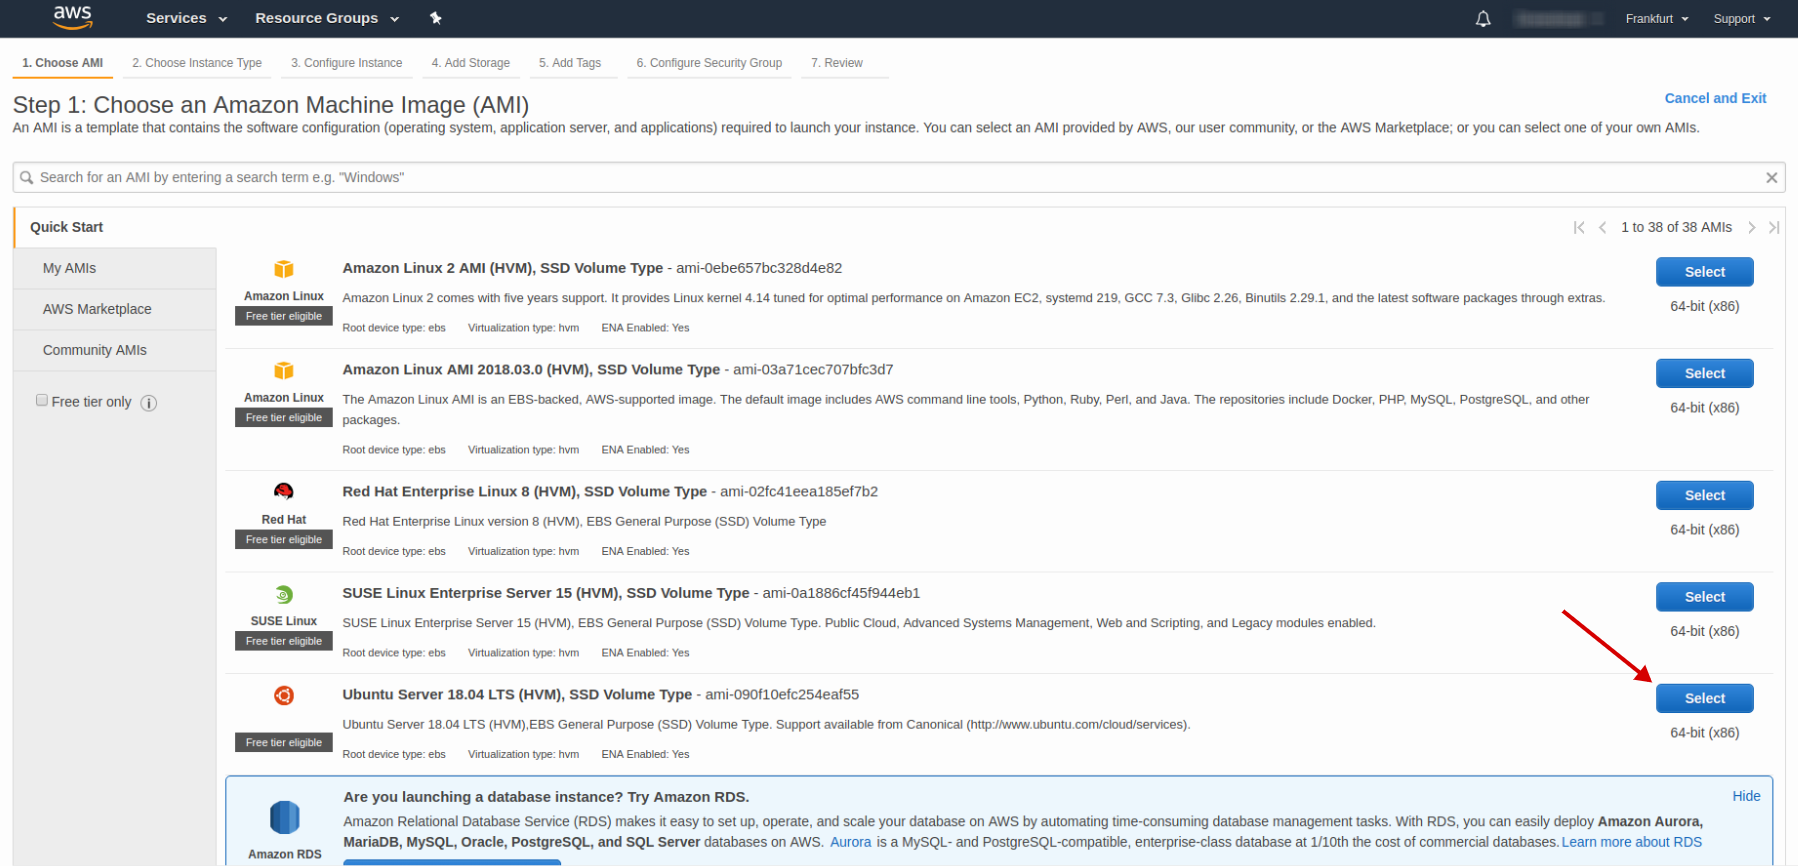 aws Services Resource Groups Frankfurt Support
1. Choose AMI 2. Choose Instance Type 3. Configure Instance 4. Add Storage 5. Add Tags 6. Configure Security Group 7. Review
Step 1: Choose an Amazon Machine Image (AMI)
Cancel and Exit
An AMI is a template that contains the software configuration (operating system, application server, and applications) required to launch your instance. You can select an AMI provided by AWS, our user community, or the AWS Marketplace; or you can select one of your own AMIs.
Search for an AMI by entering a search term e.g. "Windows"
Quick Start
1 to 38 of 38 AMIs
My AMIs
AWS Marketplace
Community AMIs
Free tier only
Amazon Linux
Free tier eligible
Amazon Linux 2 AMI (HVM), SSD Volume Type - ami-0ebe657bc328d4e82
Amazon Linux 2 comes with five years support. It provides Linux kernel 4.14 tuned for optimal performance on Amazon EC2, systemd 219, GCC 7.3, Glibc 2.26, Binutils 2.29.1, and the latest software packages through extras.
Root device type: ebs Virtualization type: hvm ENA Enabled: Yes
Select
64-bit (x86)
Amazon Linux
Free tier eligible
Amazon Linux AMI 2018.03.0 (HVM), SSD Volume Type - ami-03a71cec707bfc3d7
The Amazon Linux AMI is an EBS-backed, AWS-supported image. The default image includes AWS command line tools, Python, Ruby, Perl, and Java. The repositories include Docker, PHP, MySQL, PostgreSQL, and other
packages.
Root device type: ebs Virtualization type: hvm ENA Enabled: Yes
Select
64-bit (x86)
Red Hat
Free tier eligible
Red Hat Enterprise Linux 8 (HVM), SSD Volume Type - ami-02fc41eea185ef7b2
Red Hat Enterprise Linux version 8 (HVM), EBS General Purpose (SSD) Volume Type
Root device type: ebs Virtualization type: hvm ENA Enabled: Yes
Select
64-bit (x86)
SUSE Linux
Free tier eligible
SUSE Linux Enterprise Server 15 (HVM), SSD Volume Type - ami-0a1886cf45f944eb1
SUSE Linux Enterprise Server 15 (HVM), EBS General Purpose (SSD) Volume Type. Public Cloud, Advanced Systems Management, Web and Scripting, and Legacy modules enabled.
Root device type: ebs Virtualization type: hvm ENA Enabled: Yes
Select
64-bit (x86)
Free tier eligible
Ubuntu Server 18.04 LTS (HVM), SSD Volume Type - ami-090f10efc254eaf55
Ubuntu Server 18.04 LTS (HVM),EBS General Purpose (SSD) Volume Type. Support available from Canonical (http://www.ubuntu.com/cloud/services).
Root device type: ebs Virtualization type: hvm ENA Enabled: Yes
Select
64-bit (x86)
Amazon RDS
Are you launching a database instance? Try Amazon RDS.
Hide
Amazon Relational Database Service (RDS) makes it easy to set up, operate, and scale your database on AWS by automating time-consuming database management tasks. With RDS, you can easily deploy Amazon Aurora,
MariaDB, MySQL, Oracle, PostgreSQL, and SQL Server databases on AWS. Aurora is a MySQL- and PostgreSQL-compatible, enterprise-class database at 1/10th the cost of commercial databases. Learn more about RDS